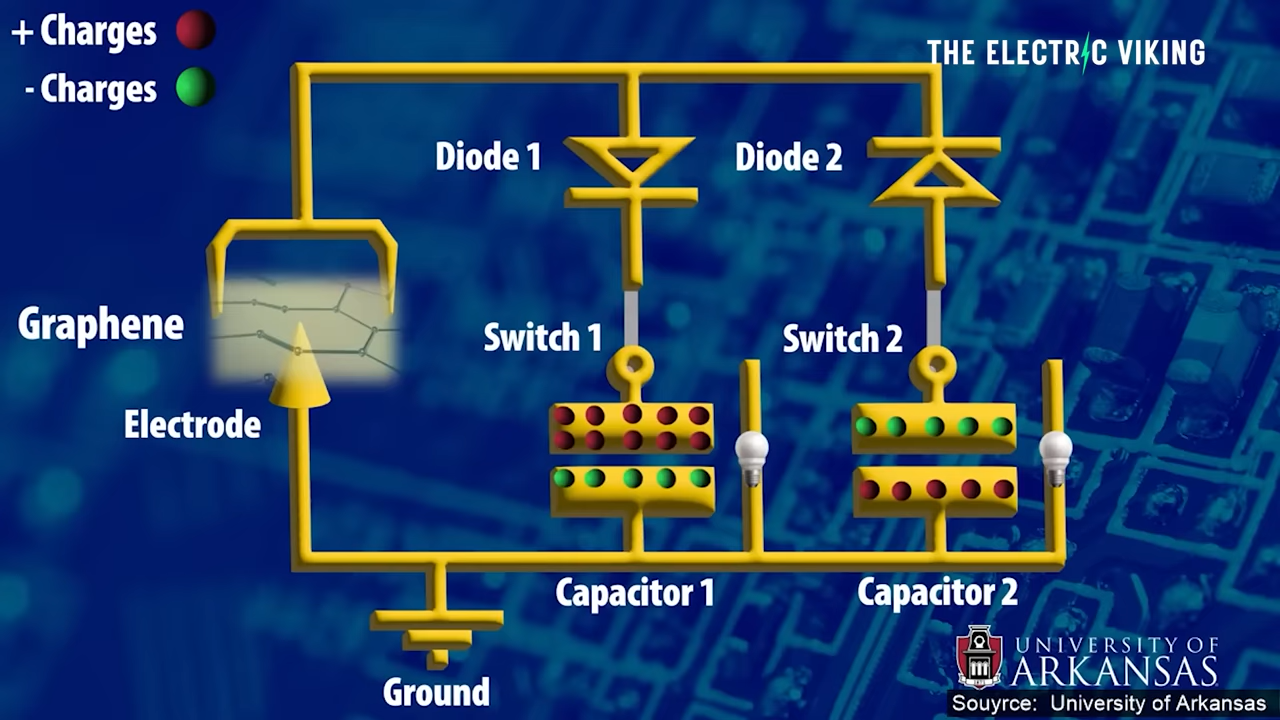 + Charges
- Charges
THE ELECTRIC VIKING
Diode 1
Diode 2
Graphene
Switch 1
Switch 2
Electrode
Capacitor 1
Capacitor 2
Ground
UNIVERSITY OF
ARKANSAS
Souyrce: University of Arkansas